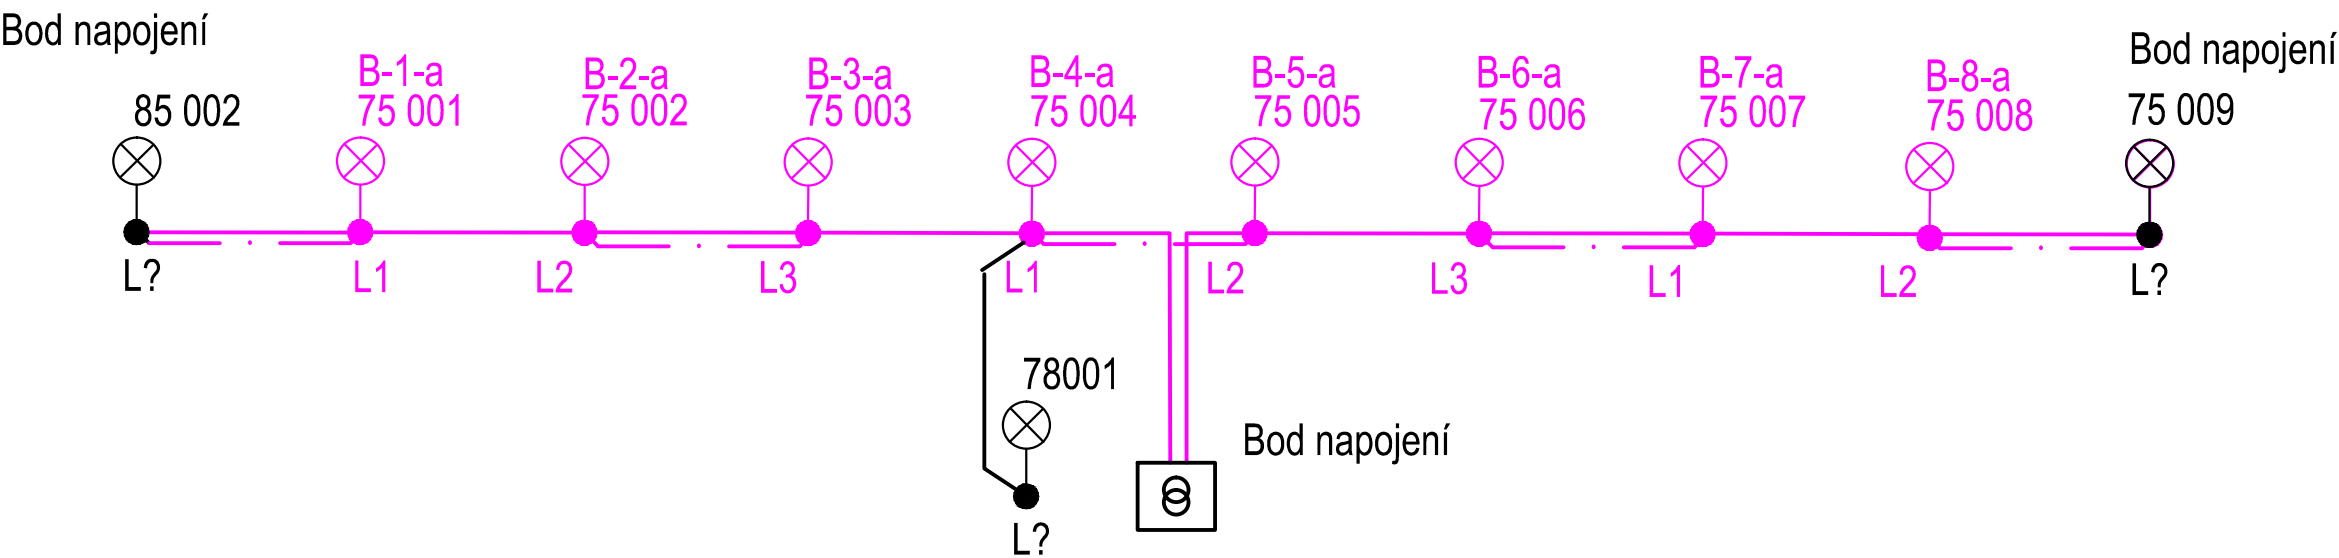 Bod napojení
85 002
B-1-a
75 001
B-2-a
75 002
B-3-a
75 003
B-4-a
75 004
B-5-a
75 005
B-6-a
75 006
B-7-a
75 007
B-8-a
75 008
Bod napojení
75 009
L?
L1
L2
L3
L1
L2
L3
L1
L2
L?
78001
L?
Bod napojení